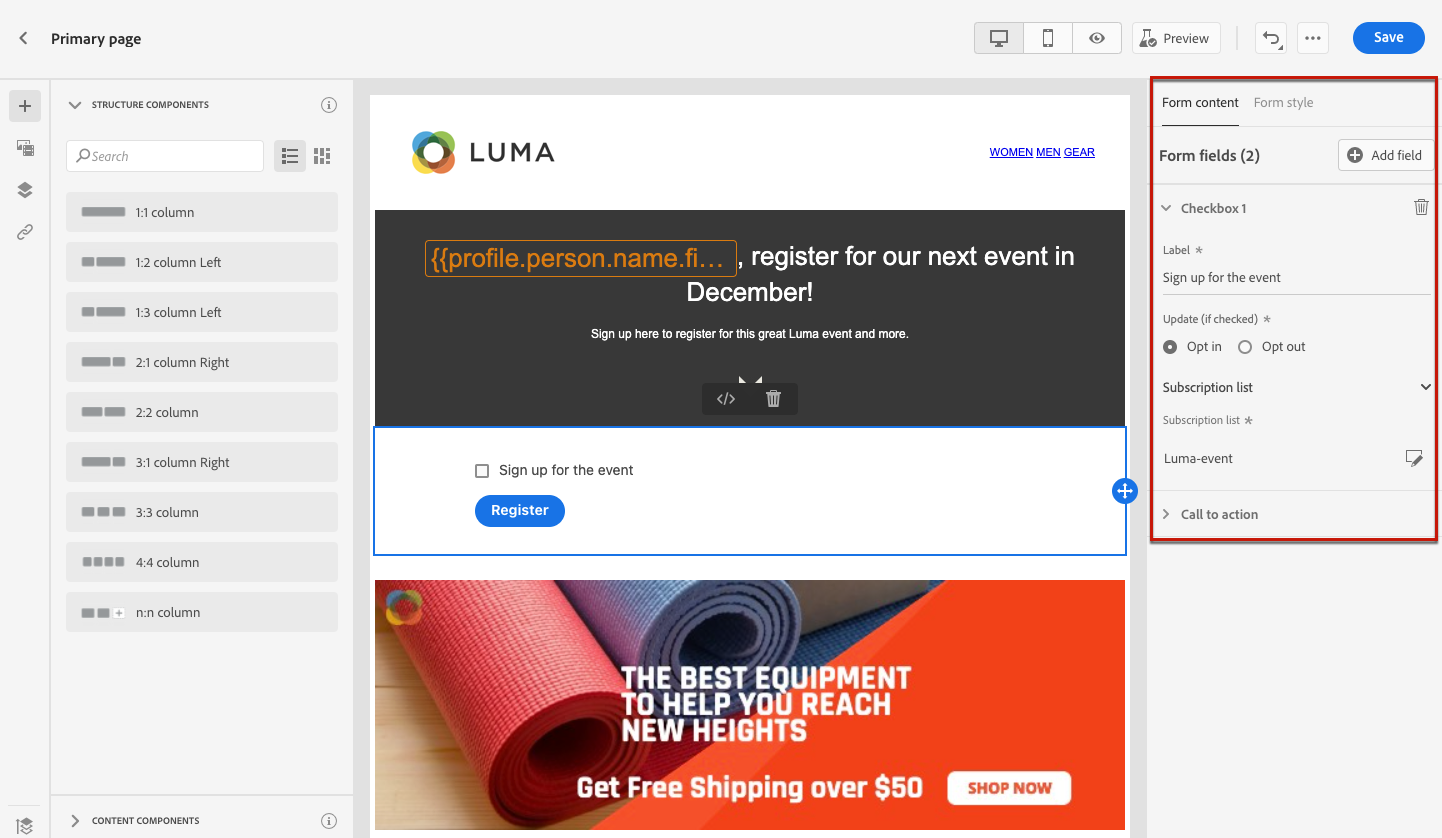 Primary page
Preview
Save
STRUCTURE COMPONENTS
Search
1:1 column
1:2 column Left
1:3 column Left
2:1 column Right
2:2 column
3:1 column Right
3:3 column
4:4 column
n:n column
CONTENT COMPONENTS
LUMA
WOMEN MEN GEAR
{{profile.person.name.fi… , register for our next event in
December!
Sign up here to register for this great Luma event and more.
Sign up for the event
Register
THE BEST EQUIPMENT
TO HELP YOU REACH
NEW HEIGHTS
Get Free Shipping over $50
SHOP NOW
Form content Form style
Form fields (2)
Add field
Checkbox 1
Label *
Sign up for the event
Update (if checked) *
Opt in Opt out
Subscription list
Subscription list *
Luma-event
Call to action